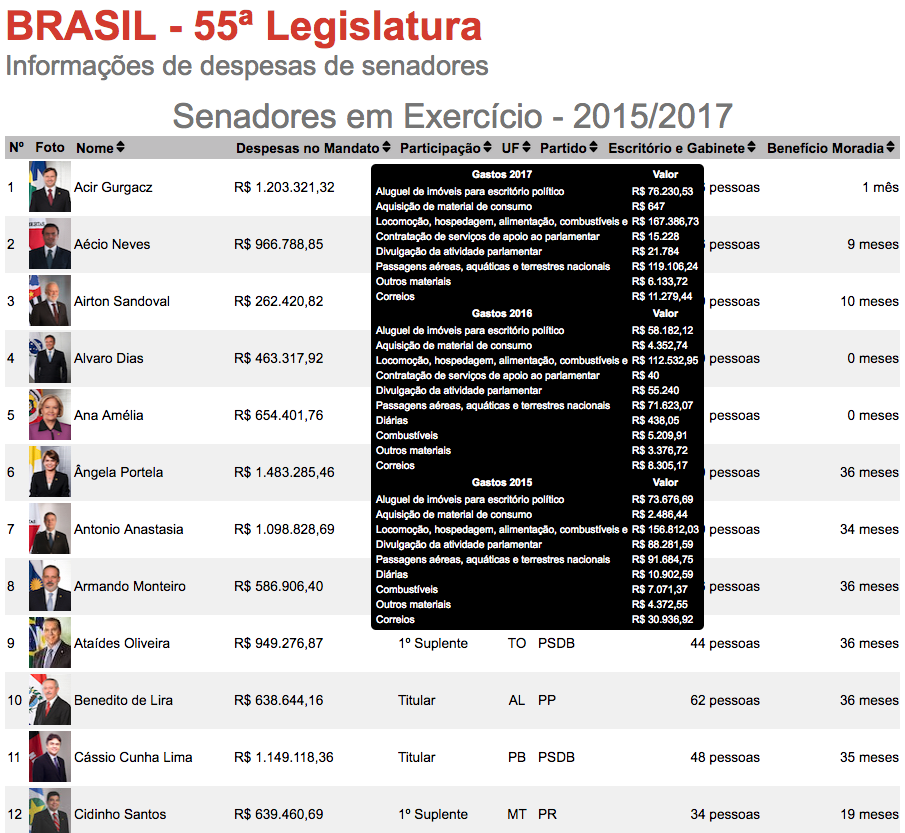 BRASIL - 55ª Legislatura
Informações de despesas de senadores
Senadores em Exercício - 2015/2017
Nº Foto Nome Despesas no Mandato Participação UF Partido Escritório e Gabinete Benefício Moradia
1 Acir Gurgacz R$ 1.203.321,32 pessoas 1 mês
2 Aécio Neves R$ 966.788,85 pessoas 9 meses
3 Airton Sandoval R$ 262.420,82 pessoas 10 meses
4 Alvaro Dias R$ 463.317,92 pessoas 0 meses
5 Ana Amélia R$ 654.401,76 pessoas 0 meses
6 Ângela Portela R$ 1.483.285,46 pessoas 36 meses
7 Antonio Anastasia R$ 1.098.828,69 pessoas 34 meses
8 Armando Monteiro R$ 586.906,40 pessoas 36 meses
9 Ataídes Oliveira R$ 949.276,87 1º Suplente TO PSDB 44 pessoas 36 meses
10 Benedito de Lira R$ 638.644,16 Titular AL PP 62 pessoas 36 meses
11 Cássio Cunha Lima R$ 1.149.118,36 Titular PB PSDB 48 pessoas 35 meses
12 Cidinho Santos R$ 639.460,69 1º Suplente MT PR 34 pessoas 19 meses
Gastos 2017 Valor
Aluguel de imóveis para escritório político R$ 76.230,53
Aquisição de material de consumo R$ 647
Locomoção, hospedagem, alimentação, combustíveis e R$ 167.386,73
Contratação de serviços de apoio ao parlamentar R$ 15.228
Divulgação da atividade parlamentar R$ 21.784
Passagens aéreas, aquáticas e terrestres nacionais R$ 119.106,24
Outros materiais R$ 6.133,72
Correios R$ 11.279,44
Gastos 2016 Valor
Aluguel de imóveis para escritório político R$ 58.182,12
Aquisição de material de consumo R$ 4.352,74
Locomoção, hospedagem, alimentação, combustíveis e R$ 112.532,95
Contratação de serviços de apoio ao parlamentar R$ 40
Divulgação da atividade parlamentar R$ 55.240
Passagens aéreas, aquáticas e terrestres nacionais R$ 71.623,07
Diárias R$ 438,05
Combustíveis R$ 5.209,91
Outros materiais R$ 3.376,72
Correios R$ 8.305,17
Gastos 2015 Valor
Aluguel de imóveis para escritório político R$ 73.676,69
Aquisição de material de consumo R$ 2.486,44
Locomoção, hospedagem, alimentação, combustíveis e R$ 156.812,03
Divulgação da atividade parlamentar R$ 88.281,59
Passagens aéreas, aquáticas e terrestres nacionais R$ 91.684,75
Diárias R$ 10.902,59
Combustíveis R$ 7.071,37
Outros materiais R$ 4.372,55
Correios R$ 30.936,92